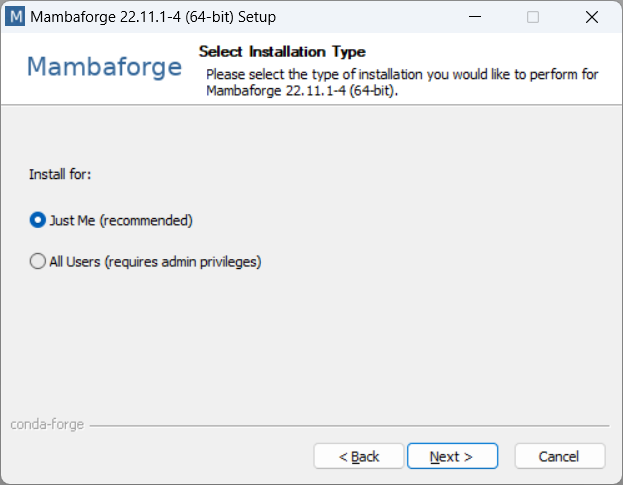 M Mambaforge 22.11.1-4 (64-bit) Setup
Mambaforge
Select Installation Type
Please select the type of installation you would like to perform for
Mambaforge 22.11.1-4 (64-bit).
Install for:
Just Me (recommended)
All Users (requires admin privileges)
conda-forge
< Back
Next >
Cancel